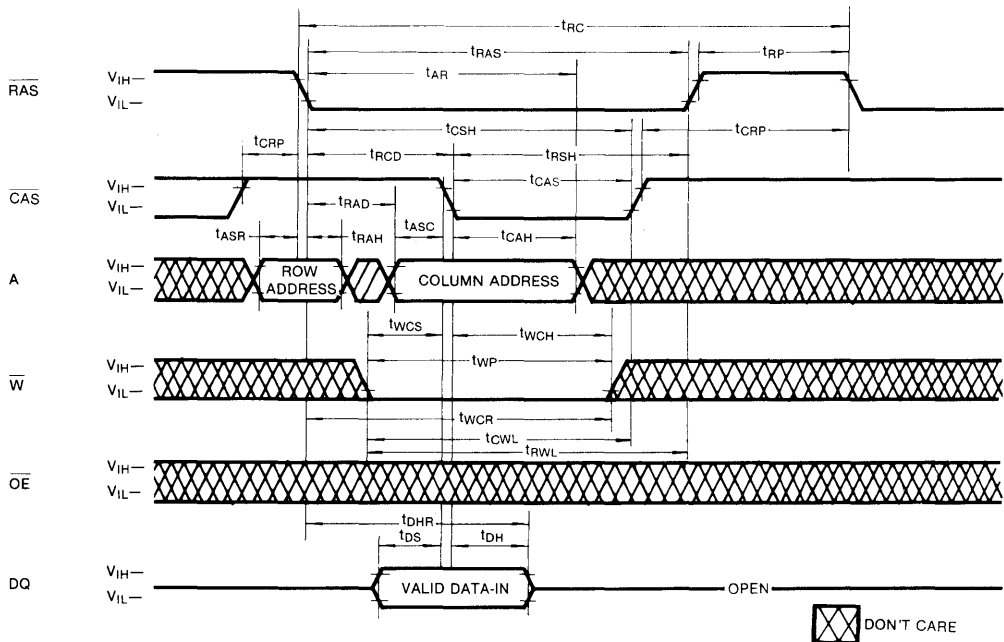 tRC
tRAS
tRP
tAR
RAS
VIH
VIL
tCSH
tCRP
tCRP
tRCD
tRSH
CAS
VIH
VIL
tCAS
tRAD
tASR
tRAH
tASC
tCAH
A
VIH
VIL
ROW
ADDRESS
COLUMN ADDRESS
tWCS
tWCH
tWP
W
VIH
VIL
tWCR
tCWL
tRWL
OE
VIH
VIL
tDHR
tDS
tDH
DQ
VIH
VIL
VALID DATA-IN
OPEN
DON'T CARE